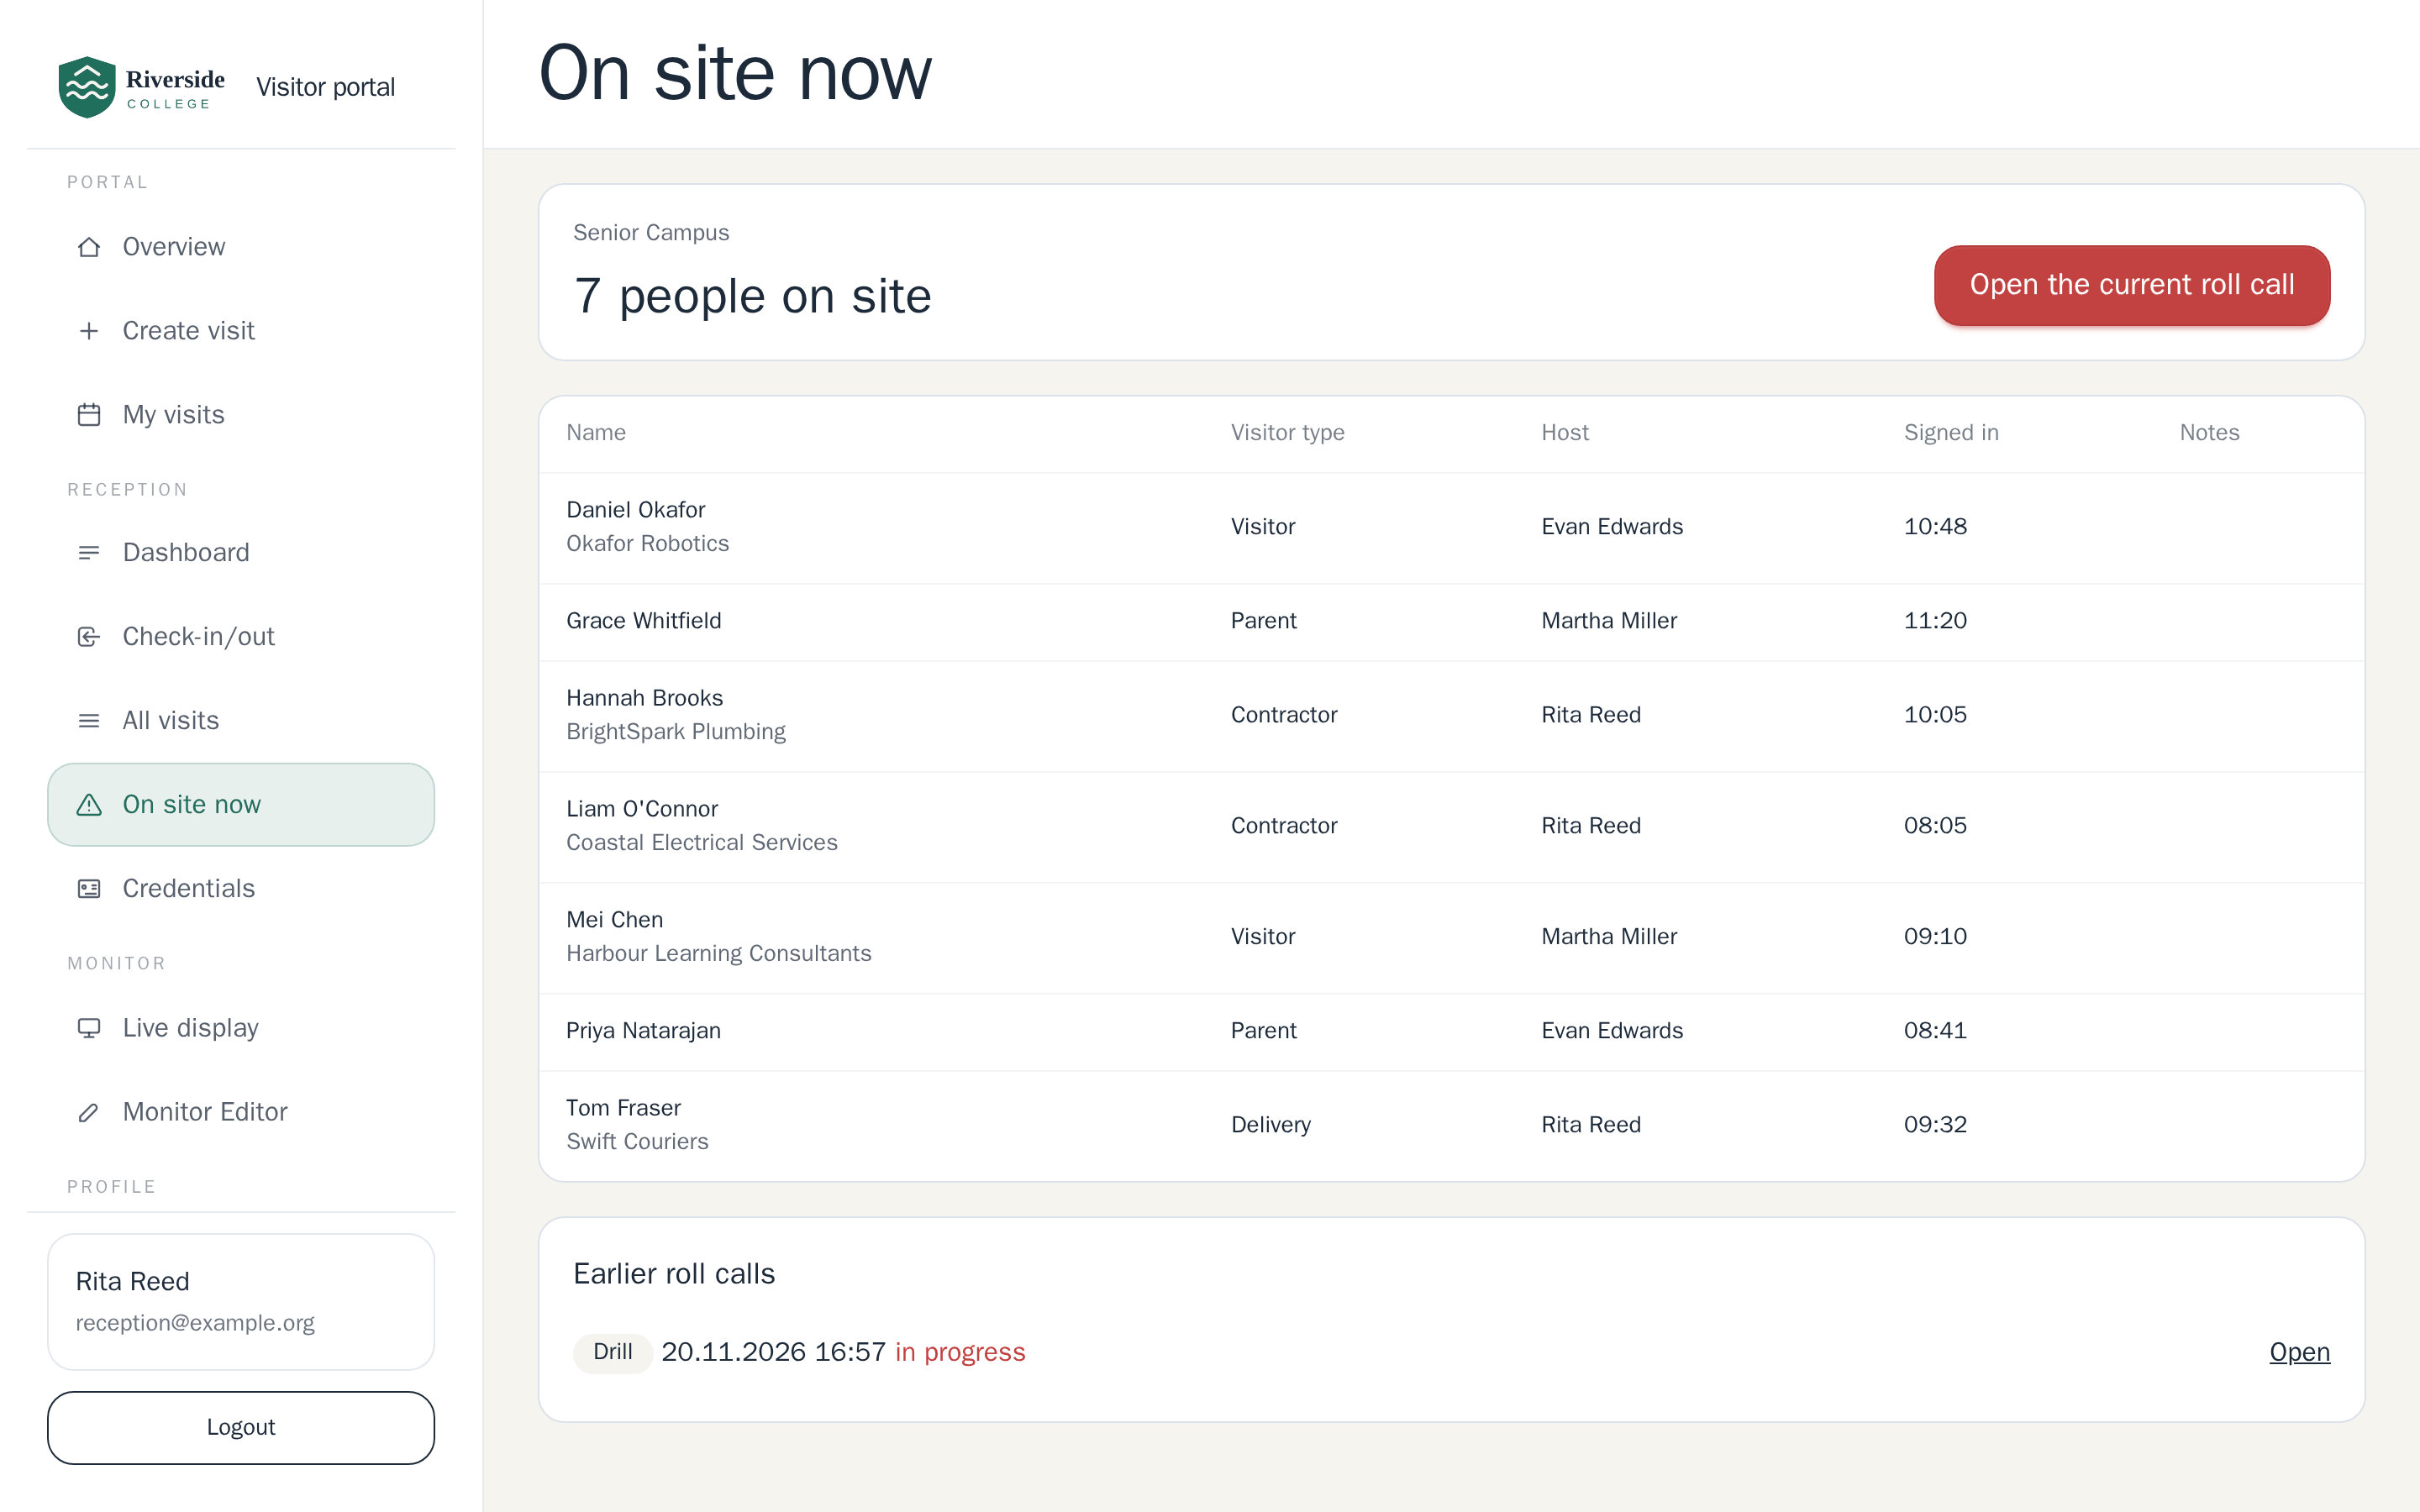 Riverside
COLLEGE
Visitor portal
PORTAL
Overview
Create visit
My visits
RECEPTION
Dashboard
Check-in/out
All visits
On site now
Credentials
MONITOR
Live display
Monitor Editor
PROFILE
Rita Reed
reception@example.org
Logout
On site now
Senior Campus
7 people on site
Open the current roll call
Name Visitor type Host Signed in Notes
Daniel Okafor
Okafor Robotics
Visitor Evan Edwards 10:48
Grace Whitfield Parent Martha Miller 11:20
Hannah Brooks
BrightSpark Plumbing
Contractor Rita Reed 10:05
Liam O'Connor
Coastal Electrical Services
Contractor Rita Reed 08:05
Mei Chen
Harbour Learning Consultants
Visitor Martha Miller 09:10
Priya Natarajan Parent Evan Edwards 08:41
Tom Fraser
Swift Couriers
Delivery Rita Reed 09:32
Earlier roll calls
Drill 20.11.2026 16:57 in progress Open